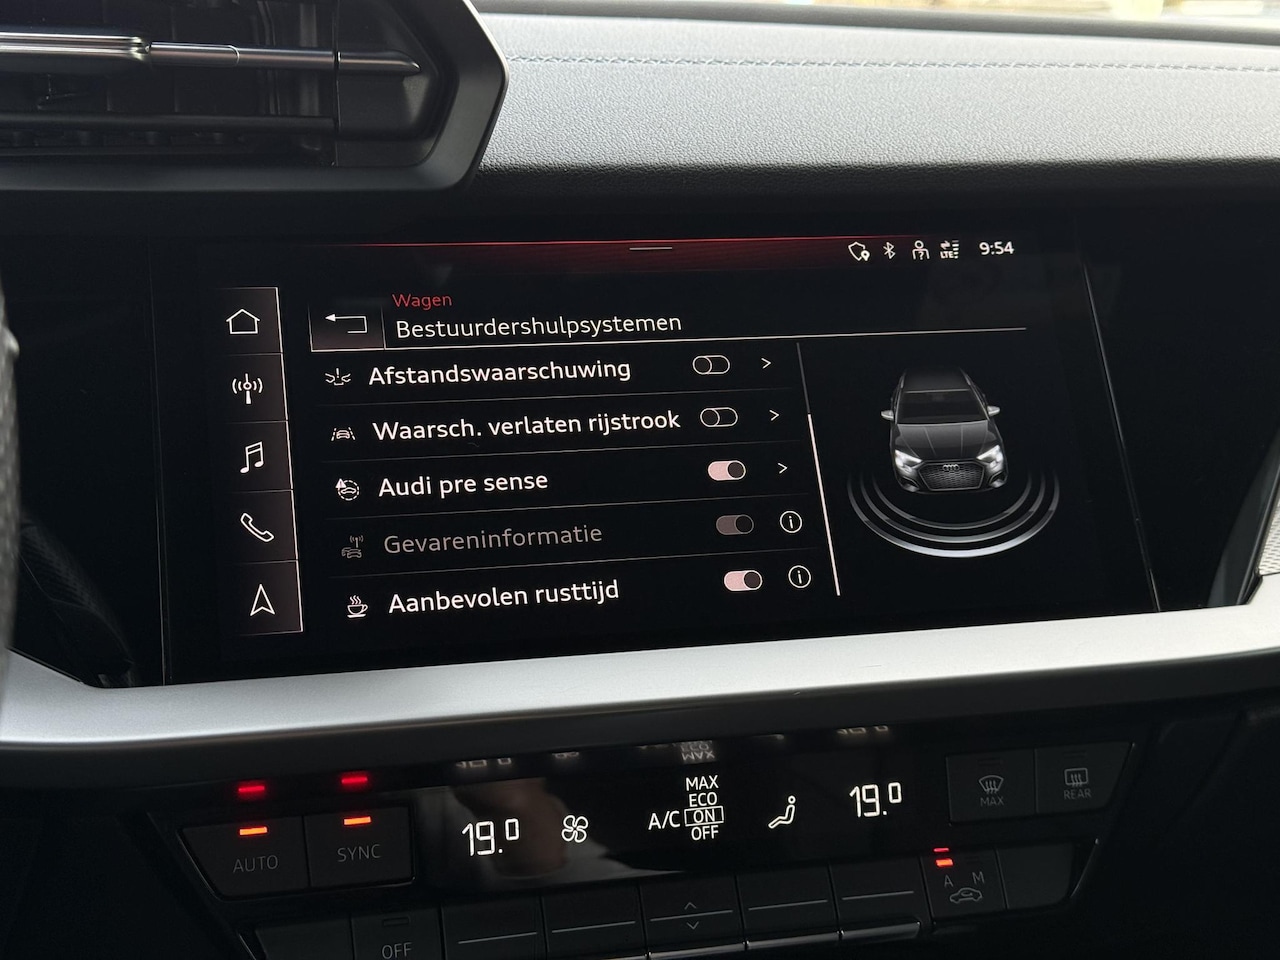 LTE 9:54
Wagen
Bestuurdershulpsystemen
Afstandswaarschuwing
Waarsch. verlaten rijstrook
Audi pre sense
Gevareninformatie
Aanbevolen rusttijd
MAX
ECO
A/C ON
OFF
19.0
19.0
MAX
REAR
AUTO
SYNC
A M
OFF